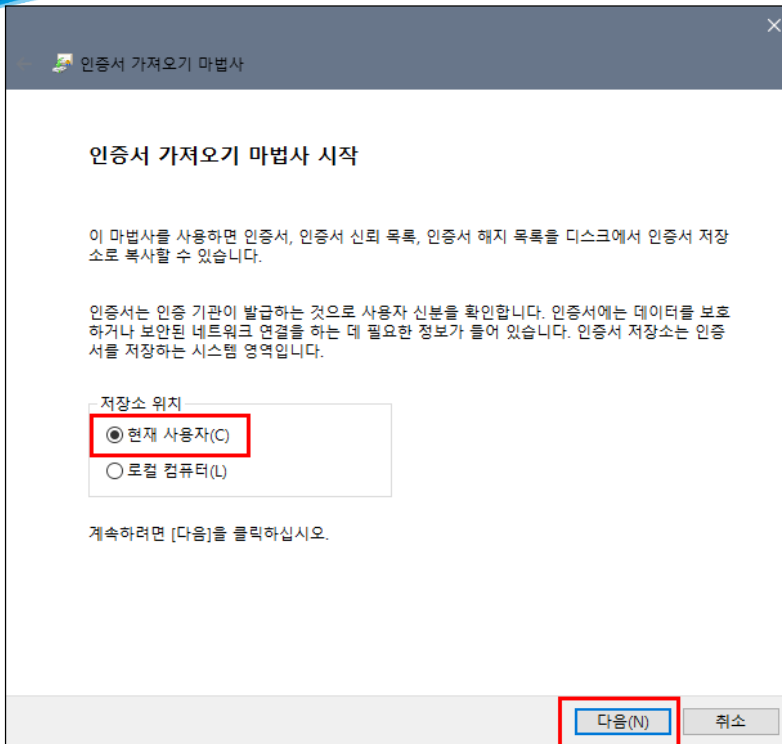 인증서 가져오기 마법사
인증서 가져오기 마법사 시작
이 마법사를 사용하면 인증서, 인증서 신뢰 목록, 인증서 해지 목록을 디스크에서 인증서 저장
소로 복사할 수 있습니다.
인증서는 인증 기관이 발급하는 것으로 사용자 신분을 확인합니다. 인증서에는 데이터를 보호
하거나 보안된 네트워크 연결을 하는 데 필요한 정보가 들어 있습니다. 인증서 저장소는 인증
서를 저장하는 시스템 영역입니다.
저장소 위치
현재 사용자(C)
로컬 컴퓨터(L)
계속하려면 [다음]을 클릭하십시오.
다음(N) 취소